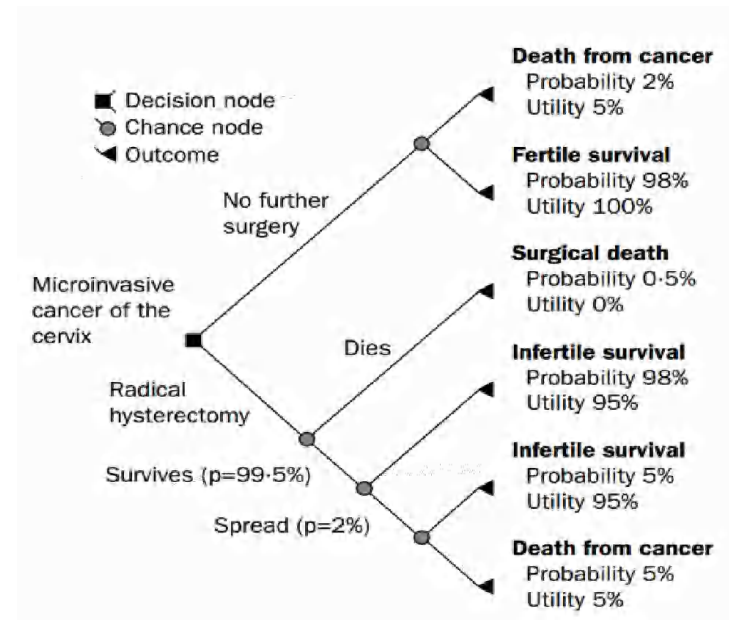 Decision node
Chance node
Outcome
Death from cancer
Probability 2%
Utility 5%
Fertile survival
Probability 98%
Utility 100%
No further
surgery
Surgical death
Probability 0·5%
Utility 0%
Microinvasive
cancer of the
cervix
Dies
Infertile survival
Probability 98%
Utility 95%
Radical
hysterectomy
Infertile survival
Probability 5%
Utility 95%
Survives (p=99·5%)
Spread (p=2%)
Death from cancer
Probability 5%
Utility 5%